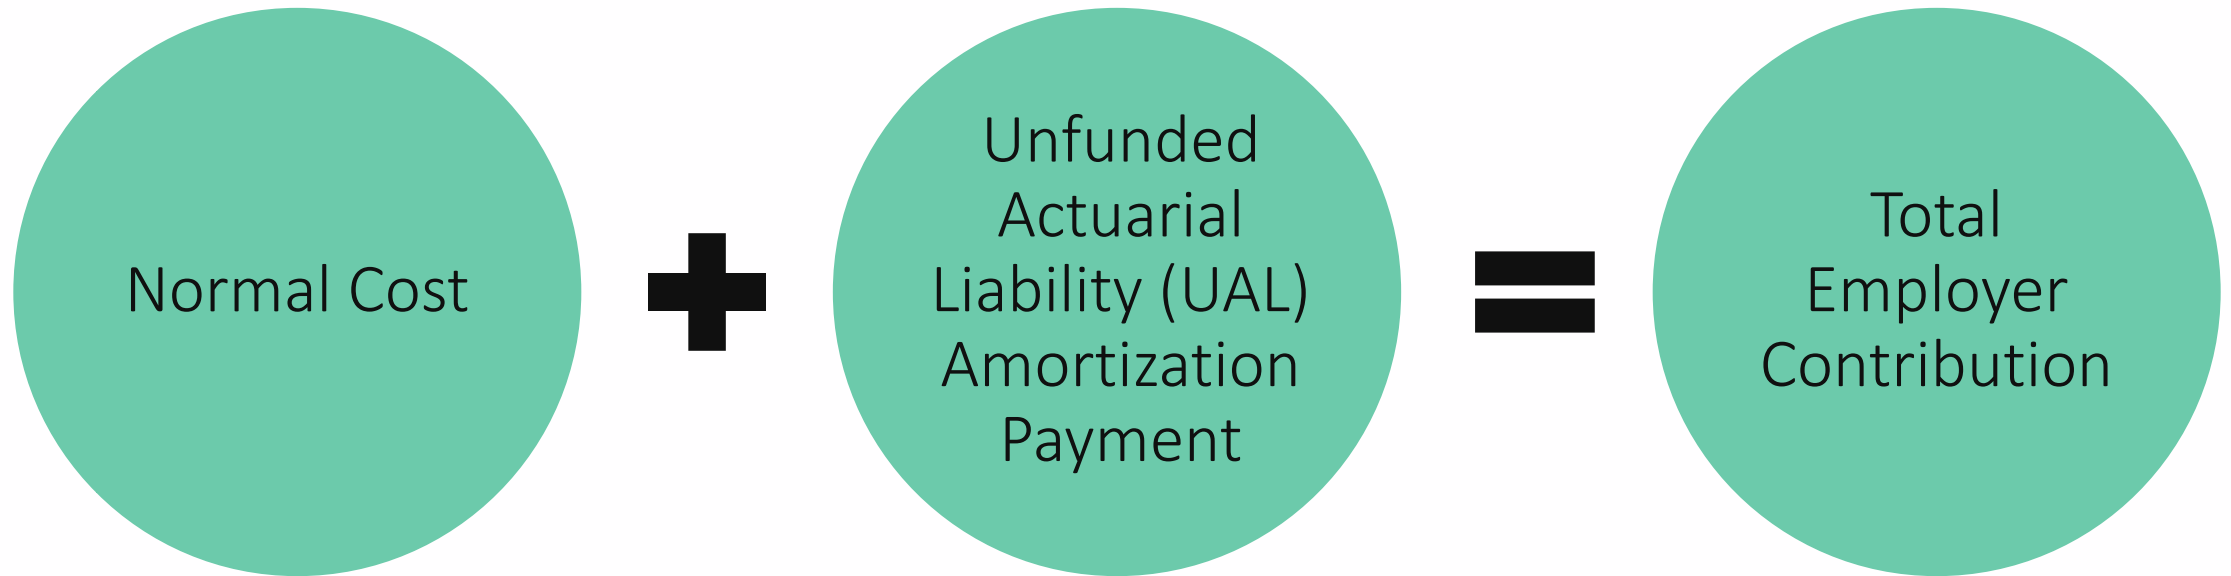 Normal Cost
Unfunded
Actuarial
Liability (UAL)
Amortization
Payment
Total
Employer
Contribution